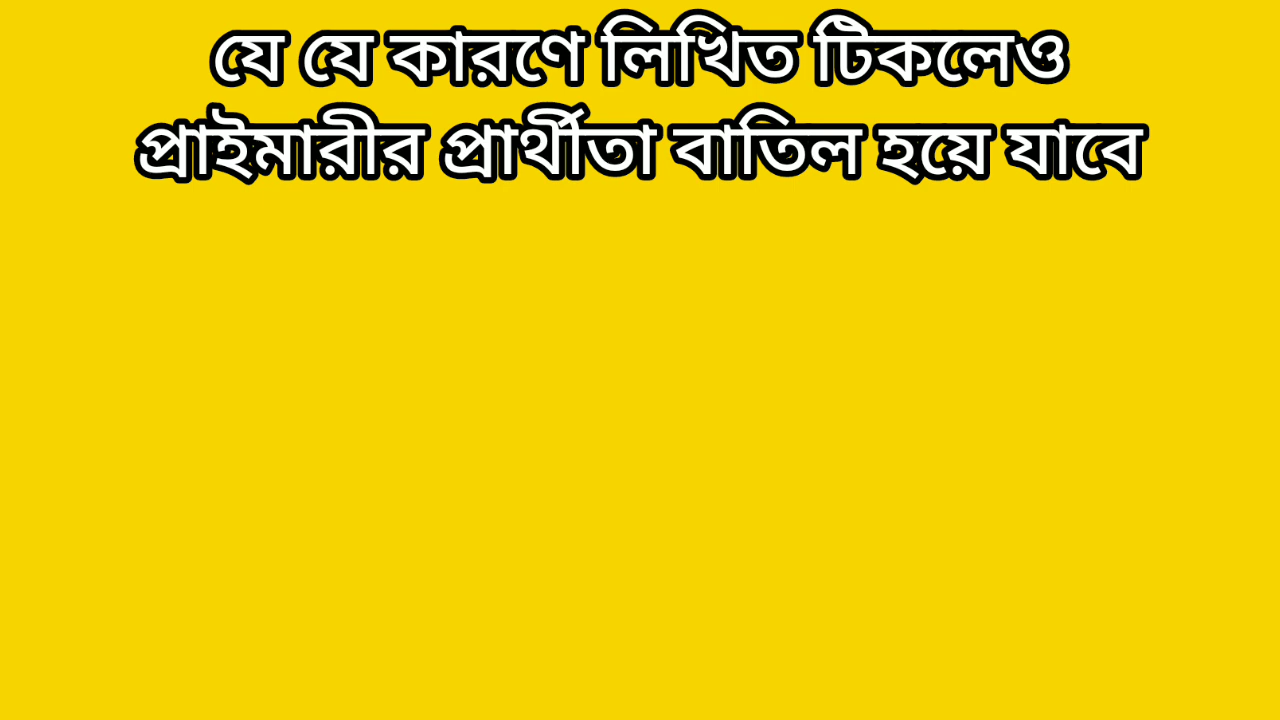 যে যে কারণে লিখিত টিকলেও
প্রাইমারীর প্রার্থীতা বাতিল হয়ে যাবে